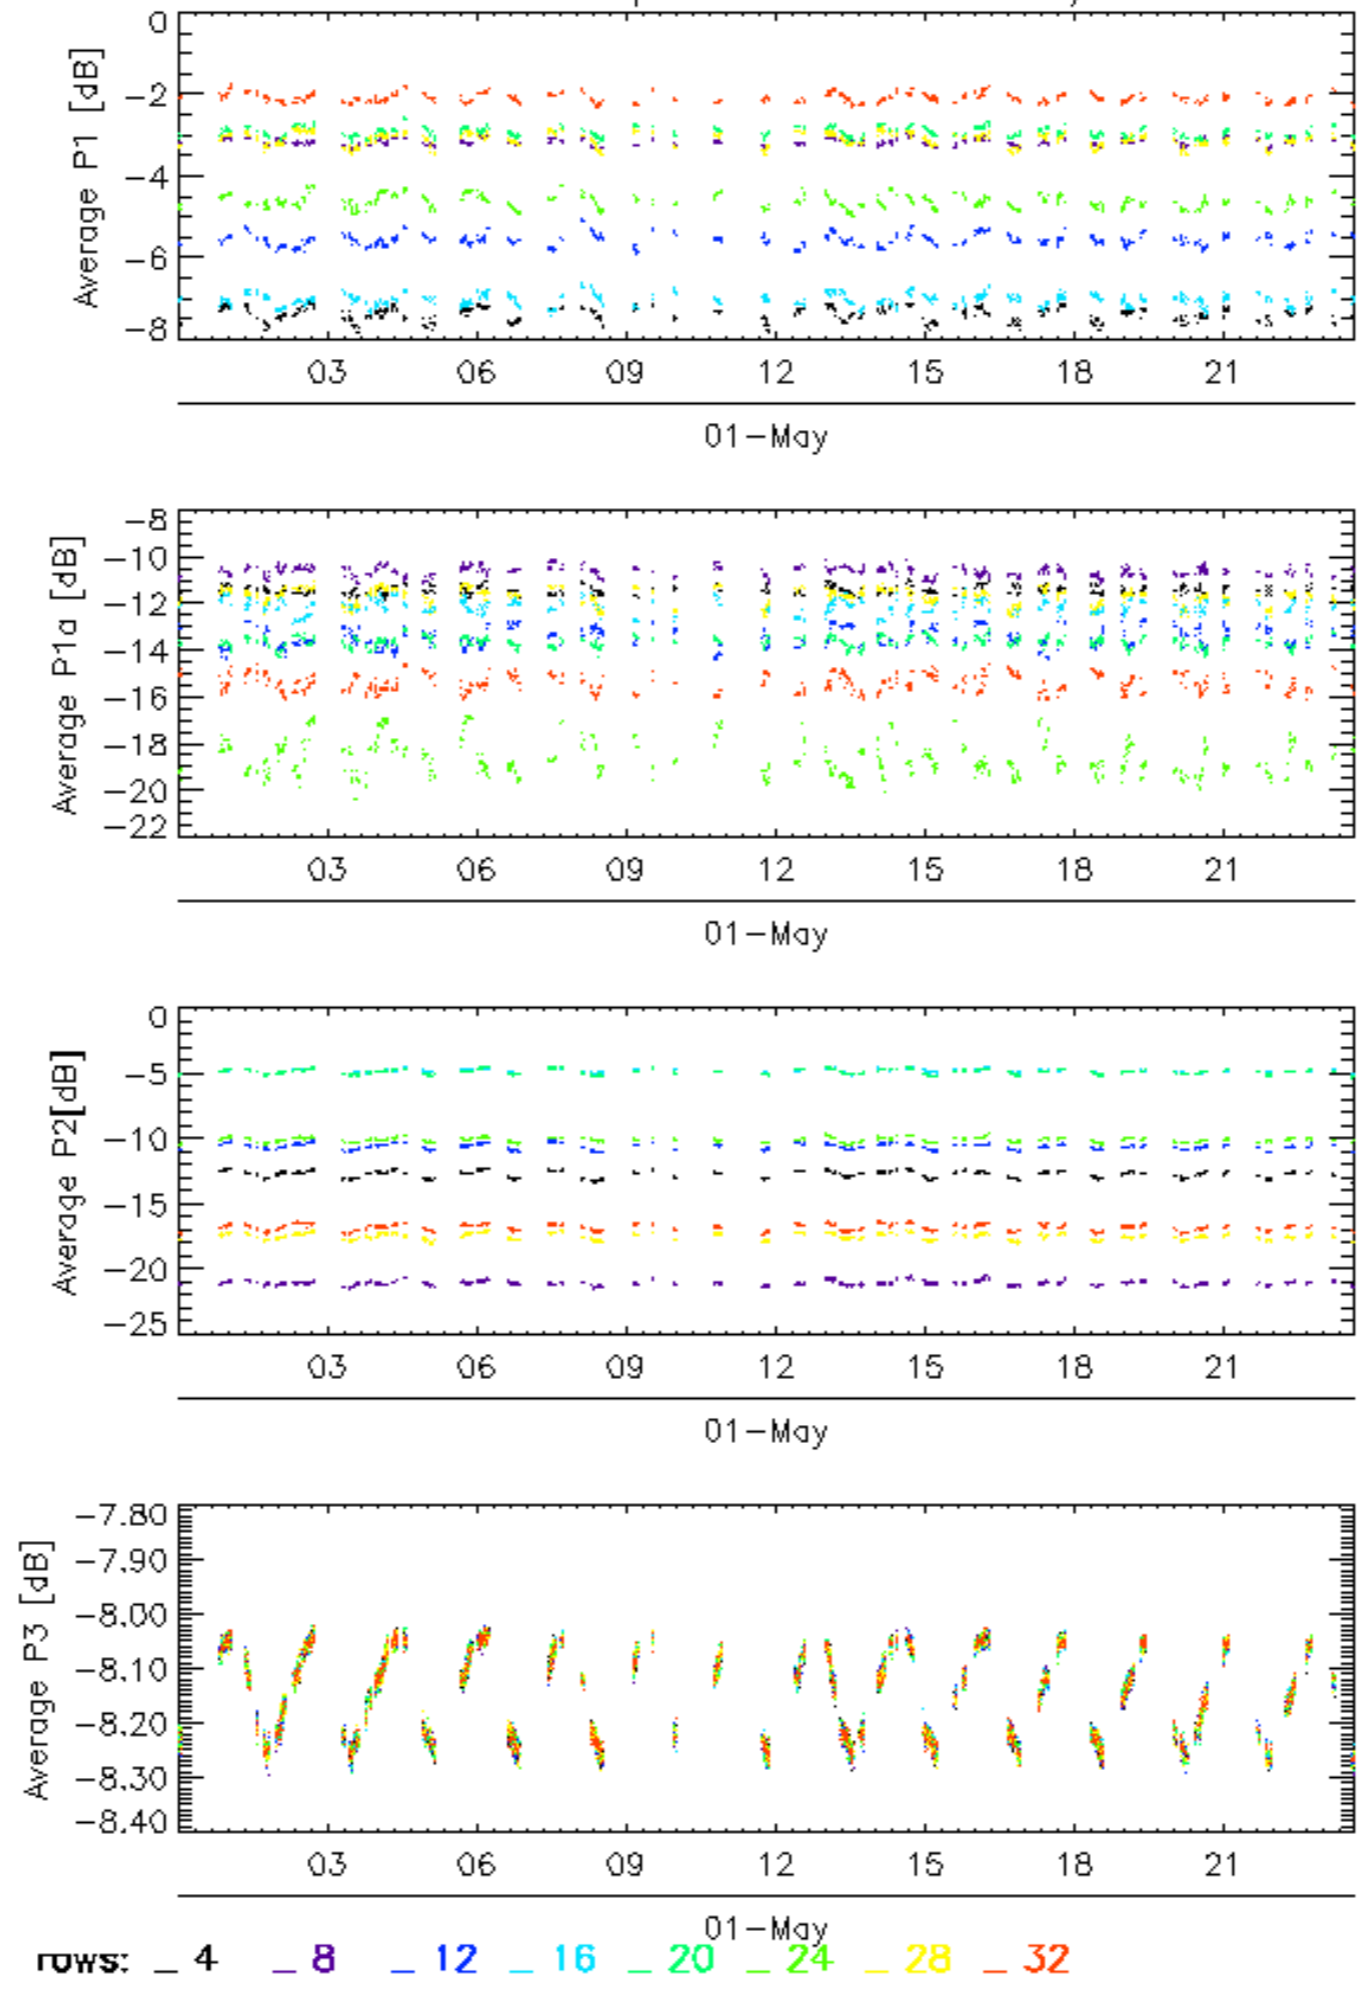 0
−2
−4
−6
−8
Average P1 [dB]
03 06 09 12 15 18 21
01−May
−8
−10
−12
−14
−16
−18
−20
−22
Average P1a [dB]
03 06 09 12 15 18 21
01−May
0
−5
−10
−15
−20
−25
Average P2[dB]
03 06 09 12 15 18 21
01−May
−7.80
−7.90
−8.00
−8.10
−8.20
−8.30
−8.40
Average P3 [dB]
03 06 09 12 15 18 21
01−May
rows: _ 4 _ 8 _ 12 _ 16 _ 20 _ 24 _ 28 _ 32